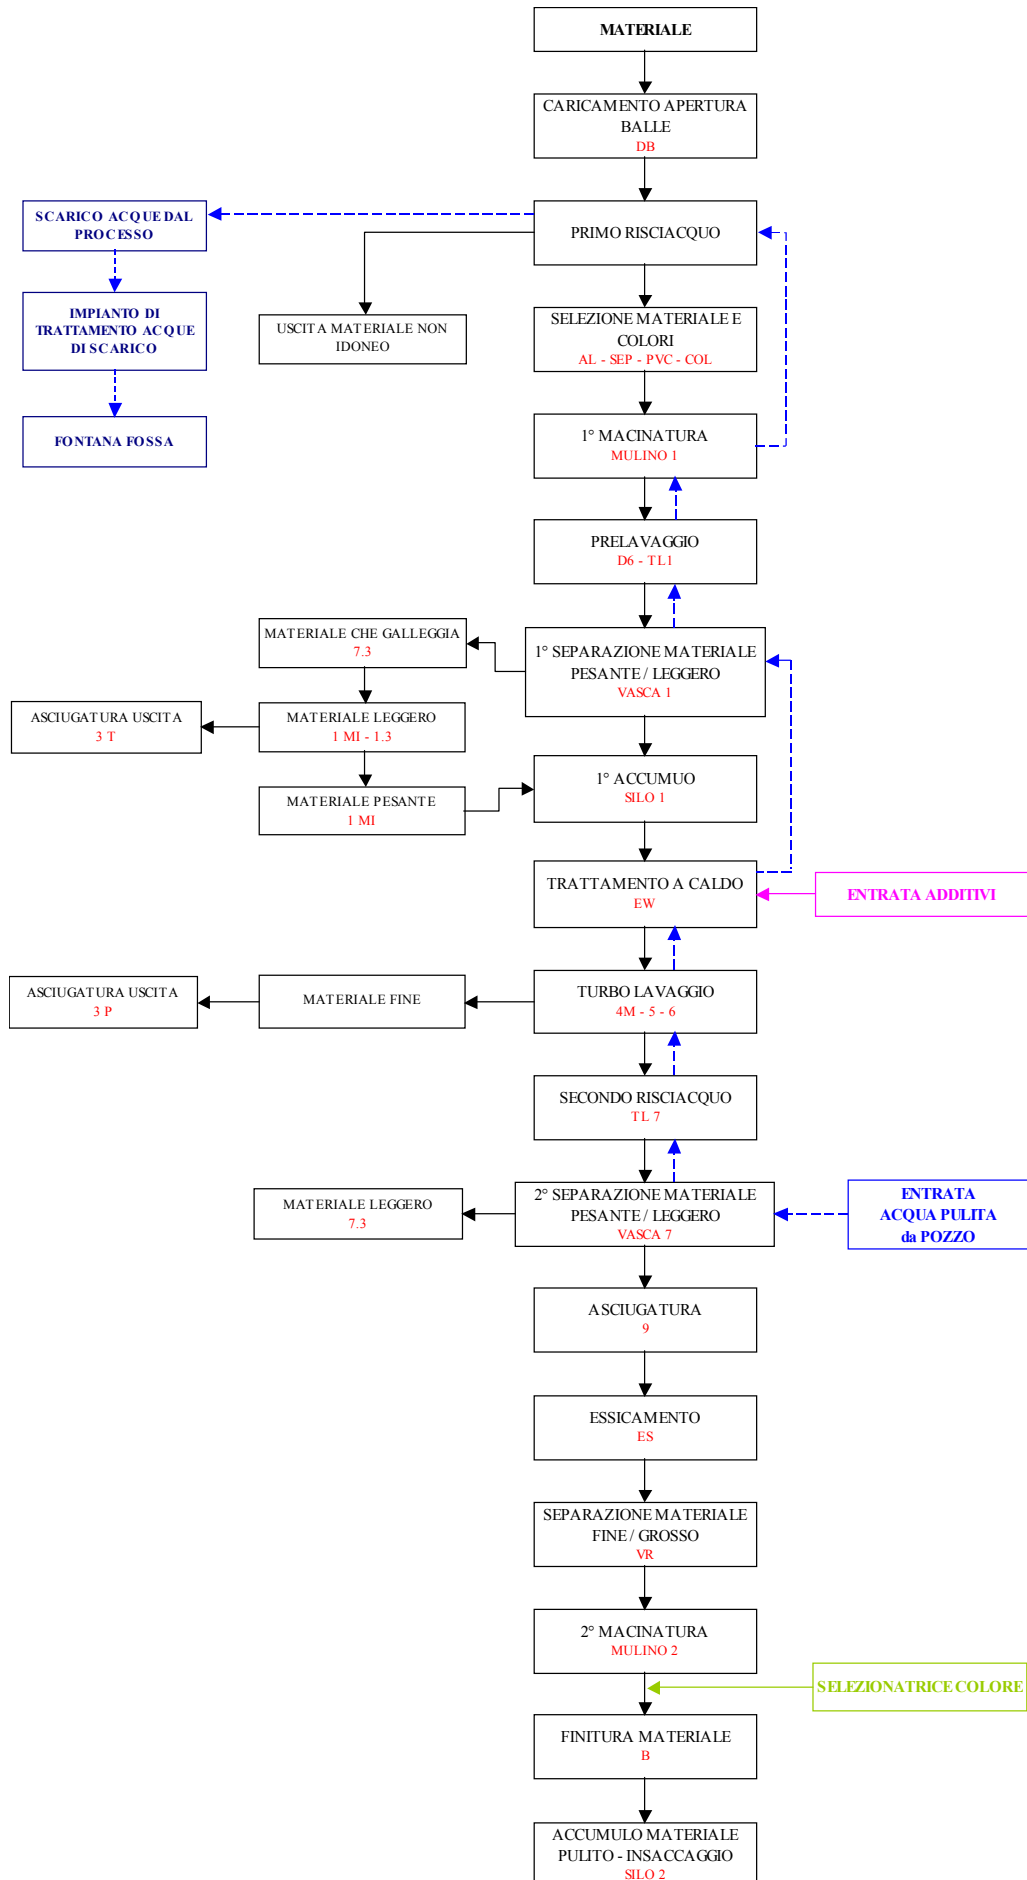 MATERIALE
CARICAMENTO APERTURA
BALLE
DB
SCARICO ACQUE DAL
PROCESSO
PRIMO RISCIACQUO
IMPIANTO DI
TRATTAMENTO ACQUE
DI SCARICO
USCITA MATERIALE NON
IDONEO
SELEZIONE MATERIALE E
COLORI
AL - SEP - PVC - COL
FONTANA FOSSA
1° MACINATURA
MULINO 1
PRELAVAGGIO
D6 - TL1
MATERIALE CHE GALLEGGIA
7.3
1° SEPARAZIONE MATERIALE
PESANTE / LEGGERO
VASCA 1
ASCIUGATURA USCITA
3 T
MATERIALE LEGGERO
1 MI - 1.3
MATERIALE PESANTE
1 MI
1° ACCUMUO
SILO 1
TRATTAMENTO A CALDO
EW
ENTRATA ADDITIVI
ASCIUGATURA USCITA
3 P
MATERIALE FINE
TURBO LAVAGGIO
4M - 5 - 6
SECONDO RISCIACQUO
TL 7
MATERIALE LEGGERO
7.3
2° SEPARAZIONE MATERIALE
PESANTE / LEGGERO
VASCA 7
ENTRATA
ACQUA PULITA
da POZZO
ASCIUGATURA
9
ESSICAMENTO
ES
SEPARAZIONE MATERIALE
FINE / GROSSO
VR
2° MACINATURA
MULINO 2
SELEZIONATRICE COLORE
FINITURA MATERIALE
B
ACCUMULO MATERIALE
PULITO - INSACCAGGIO
SILO 2